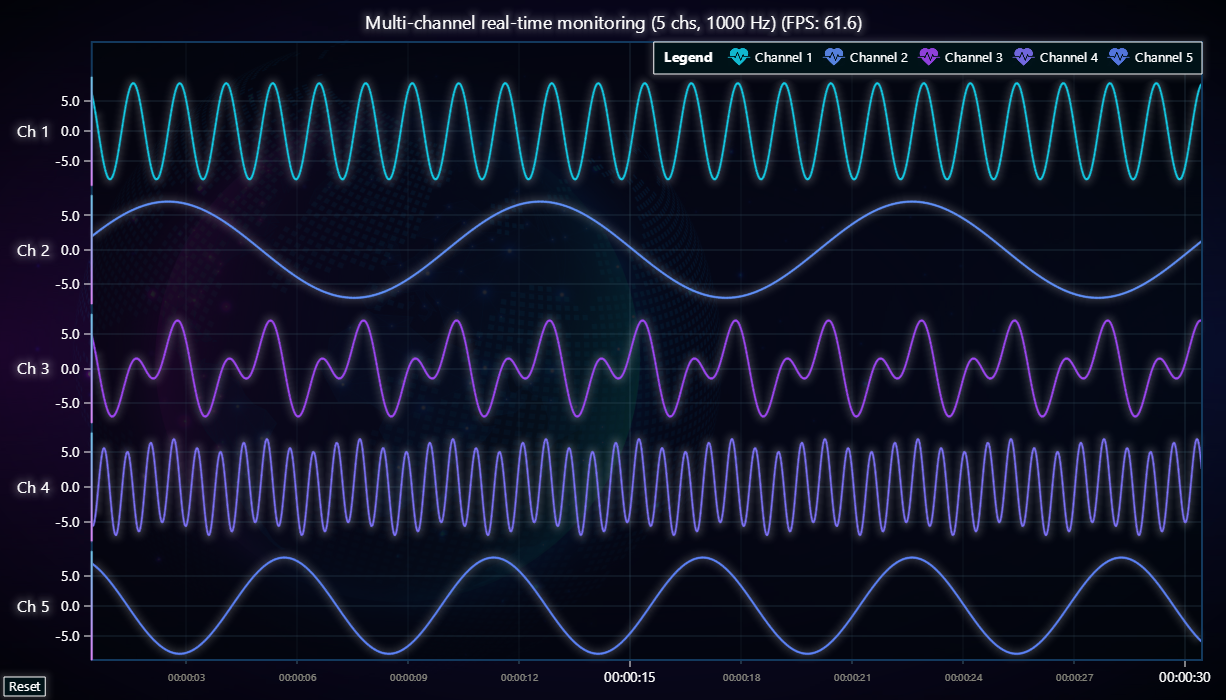 Multi-channel real-time monitoring (5 chs, 1000 Hz) (FPS: 61.6)
Legend Channel 1 Channel 2 Channel 3 Channel 4 Channel 5
5.0
Ch 1 0.0
-5.0
5.0
Ch 2 0.0
-5.0
5.0
Ch 3 0.0
-5.0
5.0
Ch 4 0.0
-5.0
5.0
Ch 5 0.0
-5.0
00:00:03 00:00:06 00:00:09 00:00:12 00:00:15 00:00:18 00:00:21 00:00:24 00:00:27 00:00:30
Reset